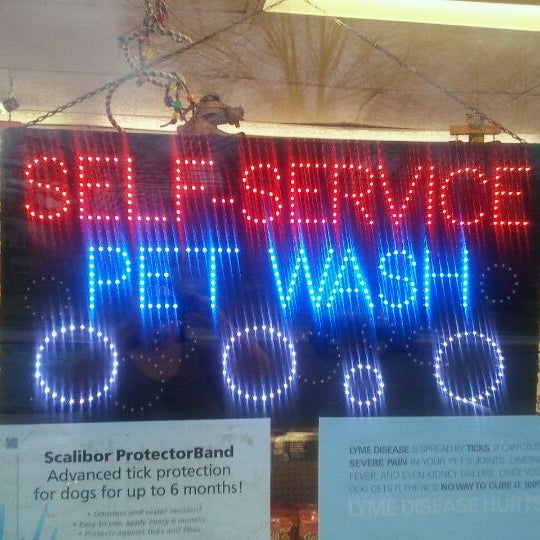 SELF-SERVICE
PET WASH
Scalibor ProtectorBand
Advanced tick protection
for dogs for up to 6 months!
• Odorless and water resistant
• Easy to use, apply every 6 months
• Protects against ticks and fleas
LYME DISEASE IS SPREAD BY TICKS. IT CAN CAUSE
SEVERE PAIN IN YOUR PET'S JOINTS, LIMPING
FEVER, AND EVEN KIDNEY FAILURE. ONCE YOU
DOG GETS IT, THERE'S NO WAY TO CURE IT 100%
LYME DISEASE HURTS